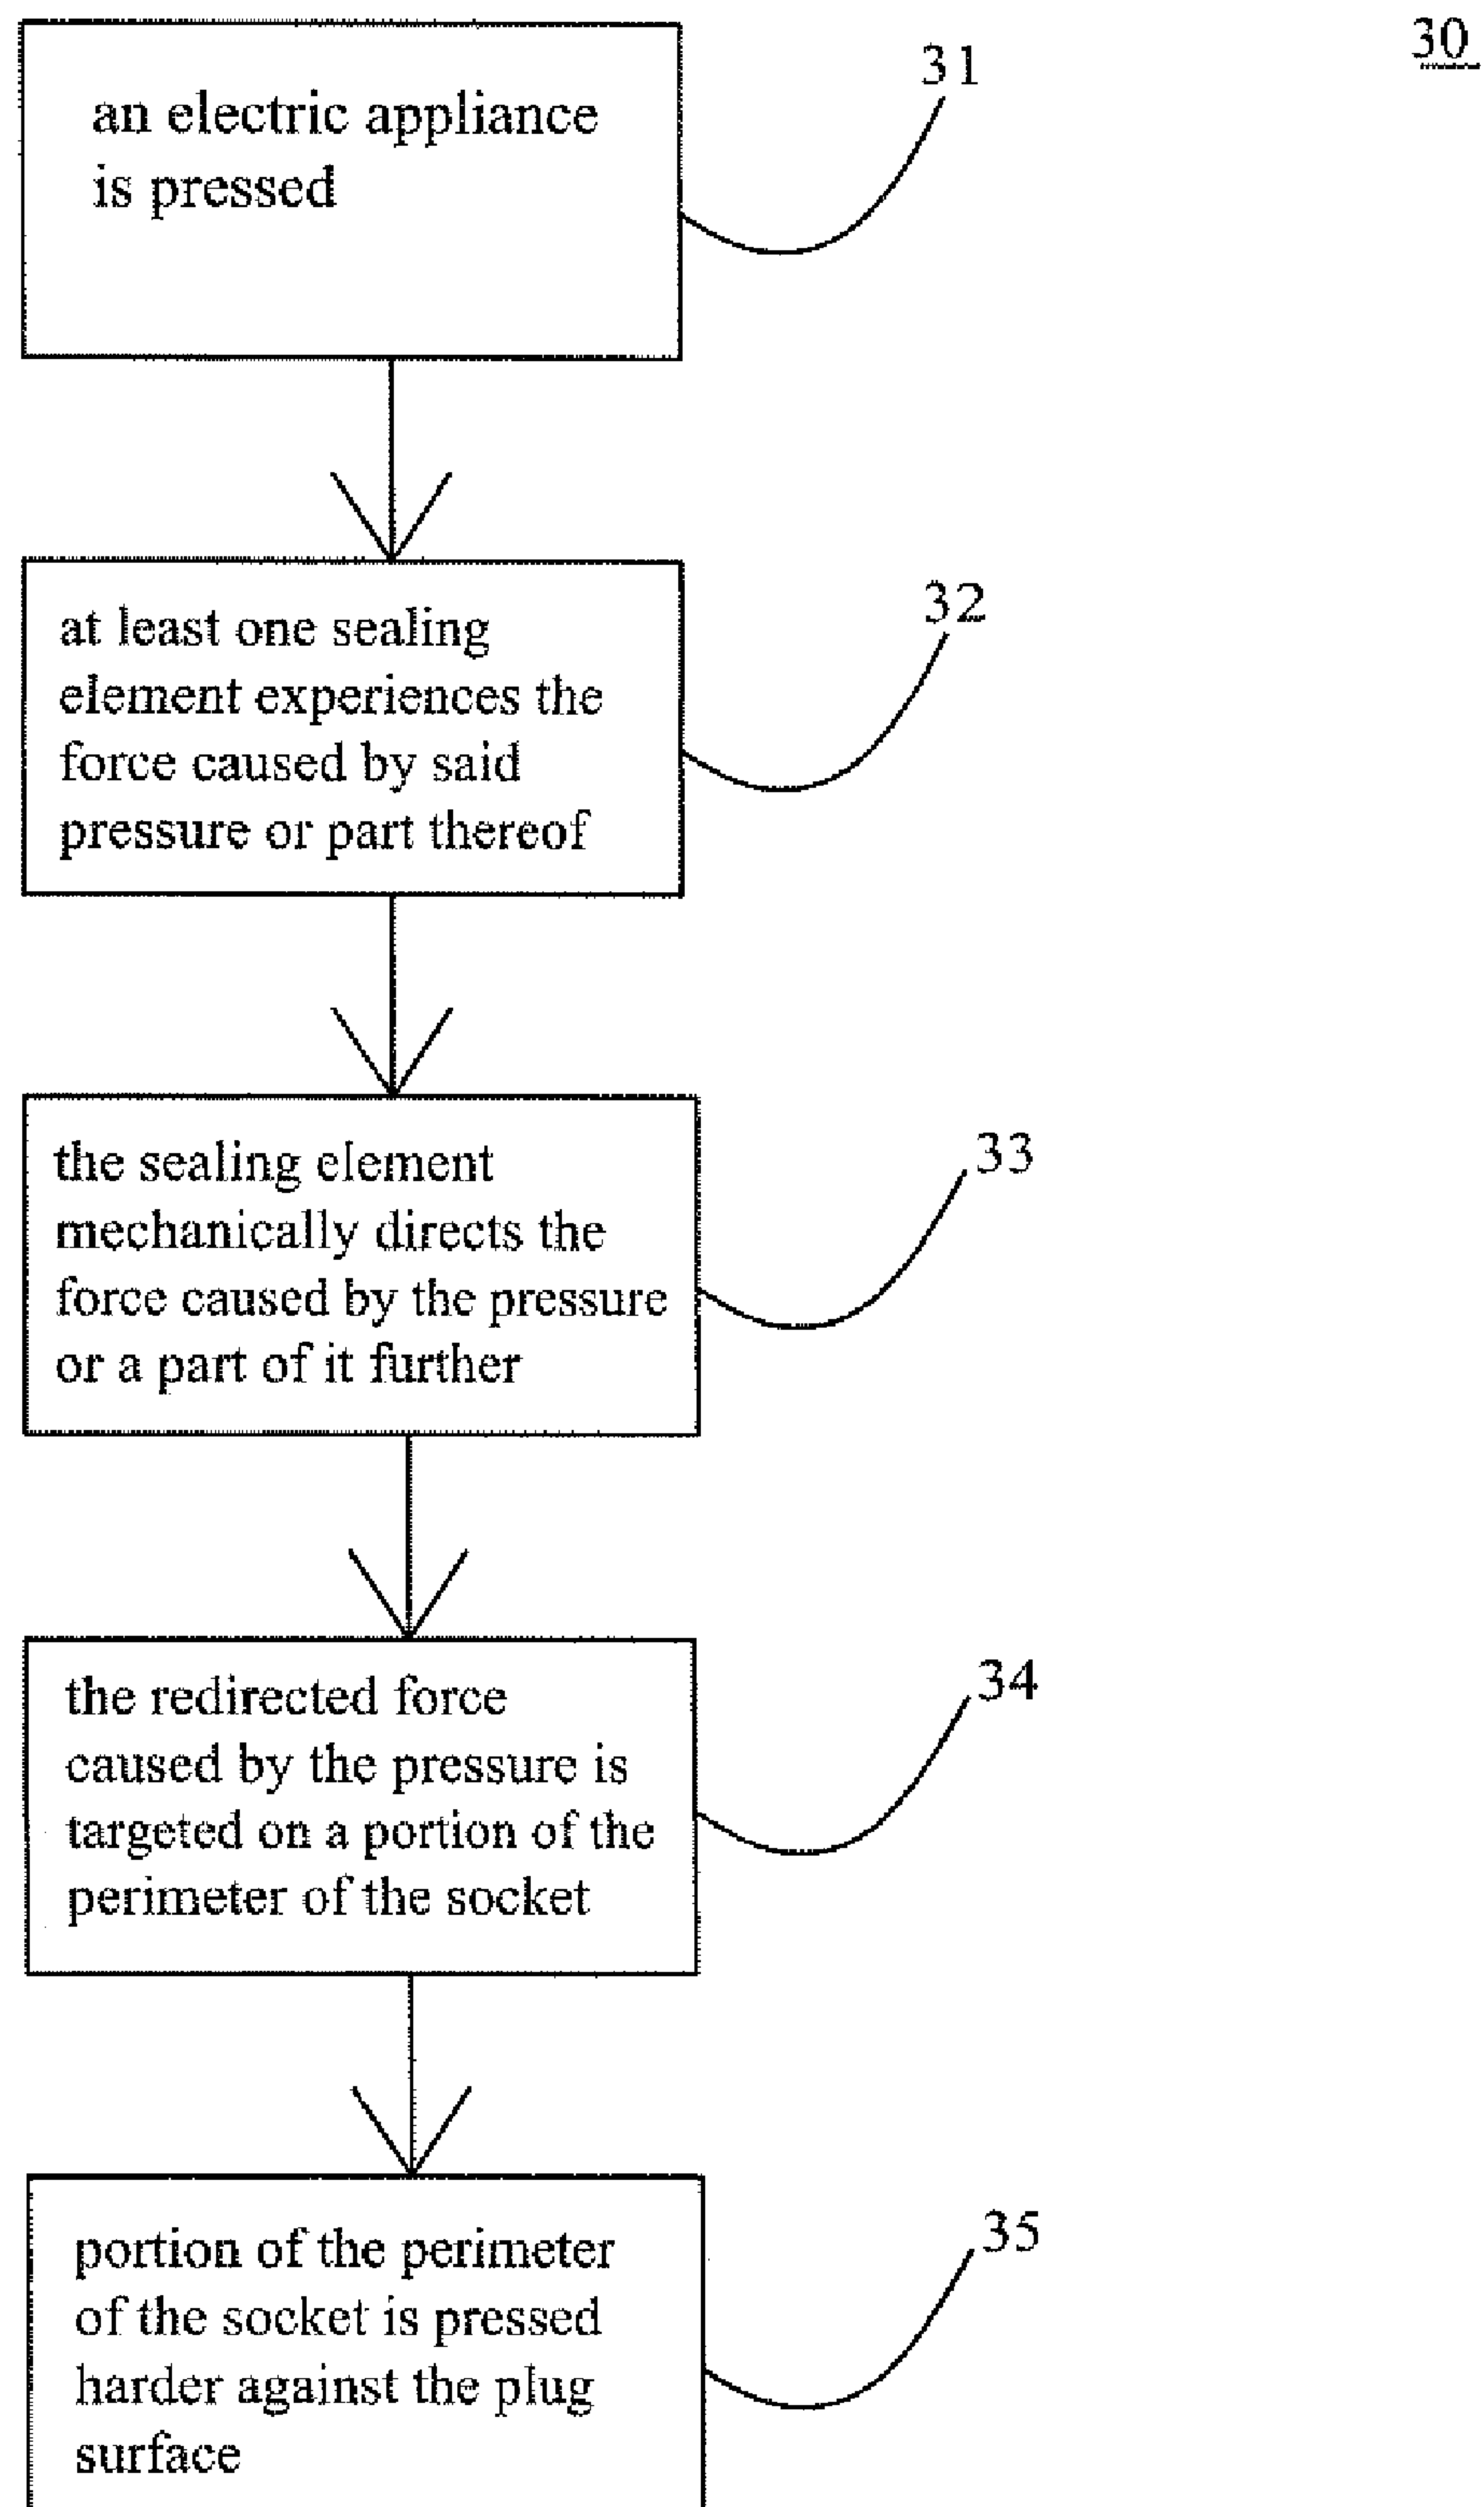 30
31
an electric appliance
is pressed
32
at least one sealing
element experiences the
force caused by said
pressure or part thereof
33
the sealing element
mechanically directs the
force caused by the pressure
or a part of it further
34
the redirected force
caused by the pressure is
targeted on a portion of the
perimeter of the socket
35
portion of the perimeter
of the socket is pressed
harder against the plug
surface